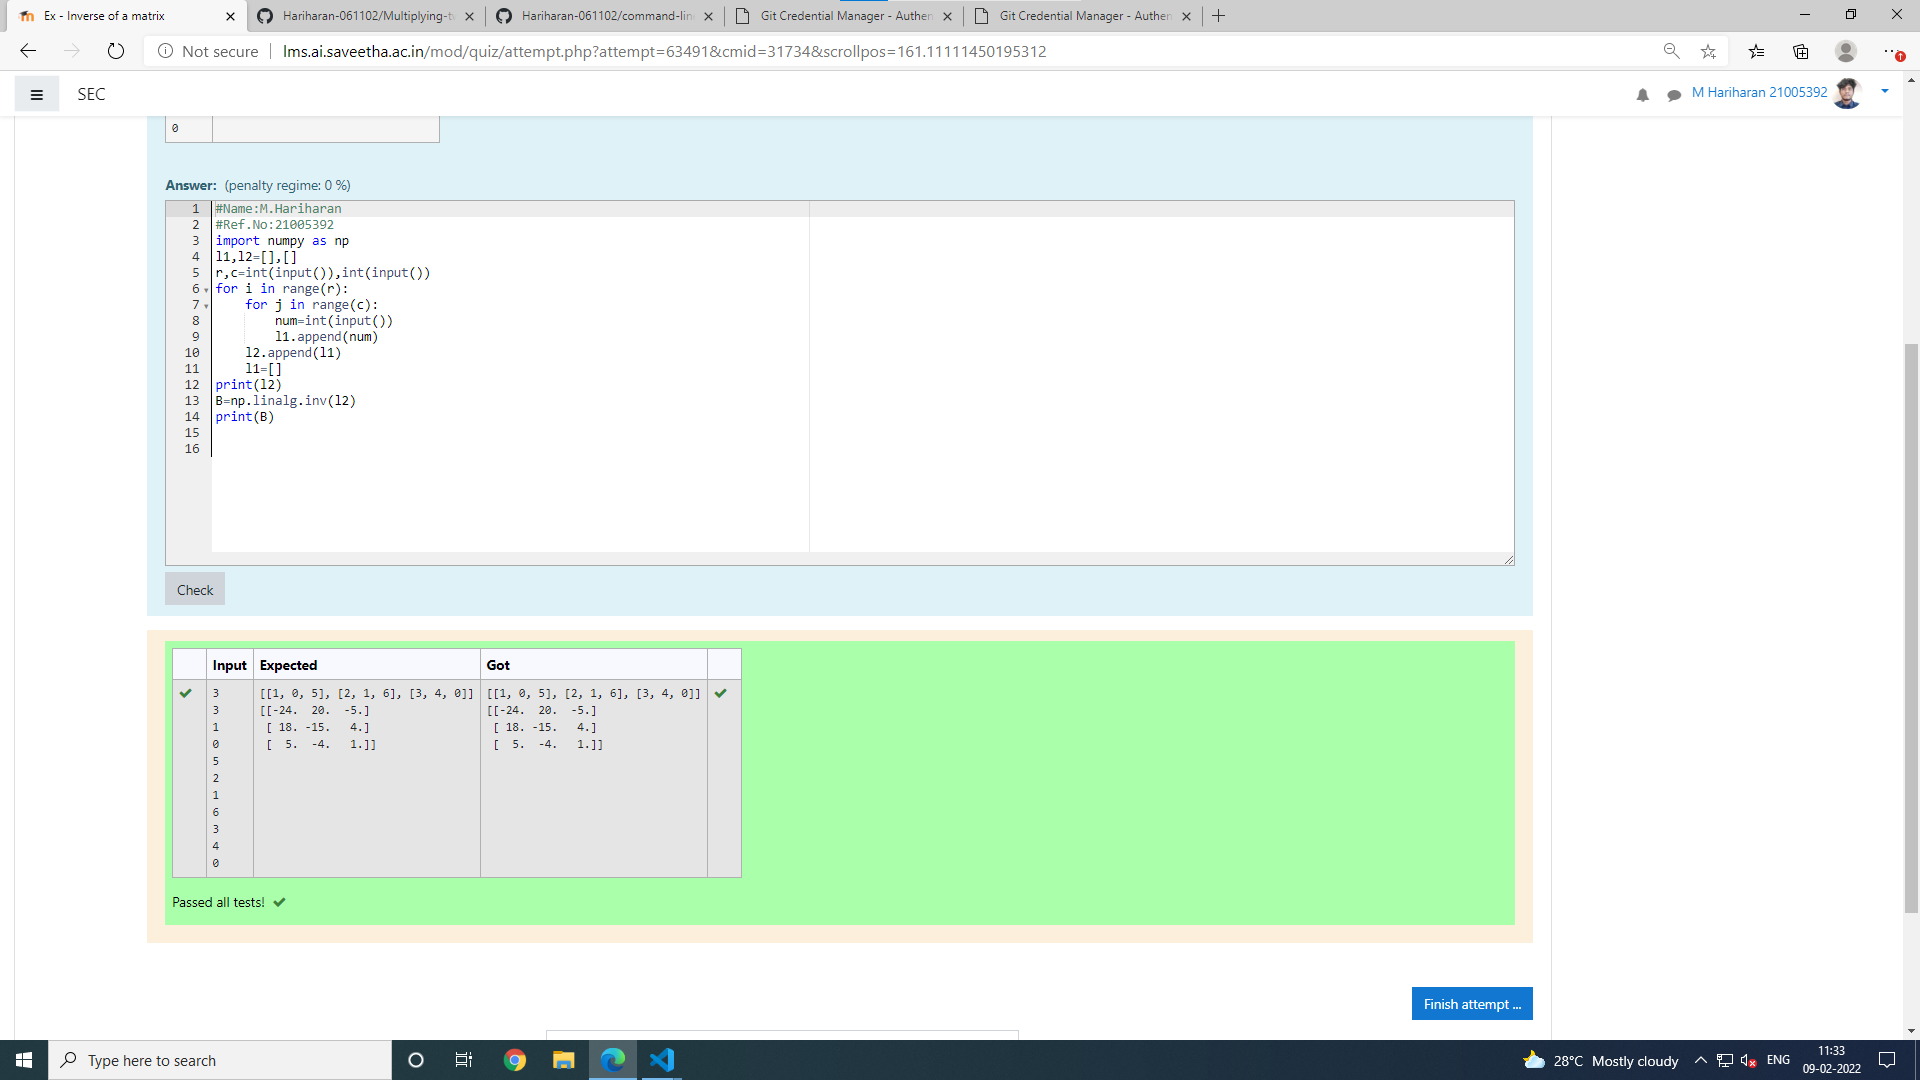 Ex - Inverse of a matrix
Hariharan-061102/Multiplying-tw
Hariharan-061102/command-line
Git Credential Manager - Authen
Git Credential Manager - Authen
Not secure
lms.ai.saveetha.ac.in/mod/quiz/attempt.php?attempt=63491&cmid=31734&scrollpos=161.11111450195312
SEC
M Hariharan 21005392
0
Answer: (penalty regime: 0 %)
1 #Name:M.Hariharan
2 #Ref.No:21005392
3 import numpy as np
4 l1,l2=[],[]
5 r,c=int(input()),int(input())
6 for i in range(r):
7     for j in range(c):
8         num=int(input())
9         l1.append(num)
10     l2.append(l1)
11     l1=[]
12 print(l2)
13 B=np.linalg.inv(l2)
14 print(B)
15
16
Check
Input Expected Got
3 [[1, 0, 5], [2, 1, 6], [3, 4, 0]] [[1, 0, 5], [2, 1, 6], [3, 4, 0]]
3 [[-24.  20.  -5.] [[-24.  20.  -5.]
1 [ 18. -15.   4.] [ 18. -15.   4.]
0 [  5.  -4.   1.]] [  5.  -4.   1.]]
5
2
1
6
3
4
0
Passed all tests!
Finish attempt ...
Type here to search
28°C Mostly cloudy
ENG
11:33
09-02-2022